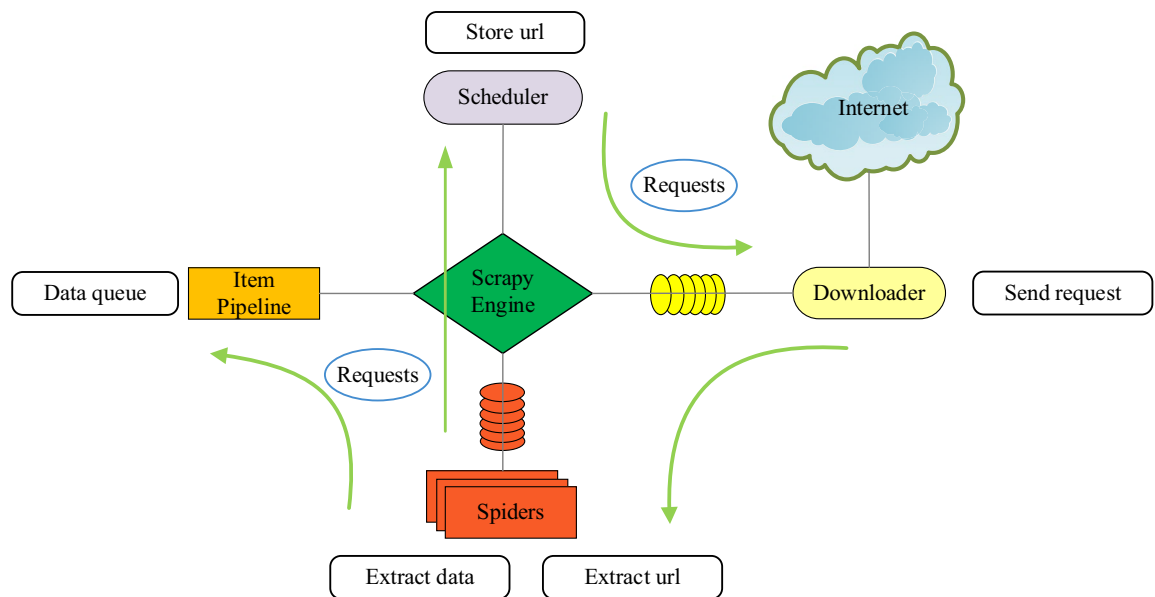 Store url
Scheduler
Internet
Requests
Scrapy
Engine
Item
Pipeline
Data queue
Downloader
Send request
Requests
Spiders
Extract data
Extract url